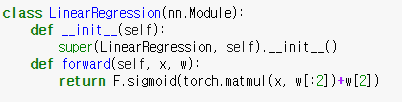 class LinearRegression(nn.Module):
    def __init__(self):
        super(LinearRegression, self).__init__()
    def forward(self, x, w):
        return F.sigmoid(torch.matmul(x, w[:2])+w[2])